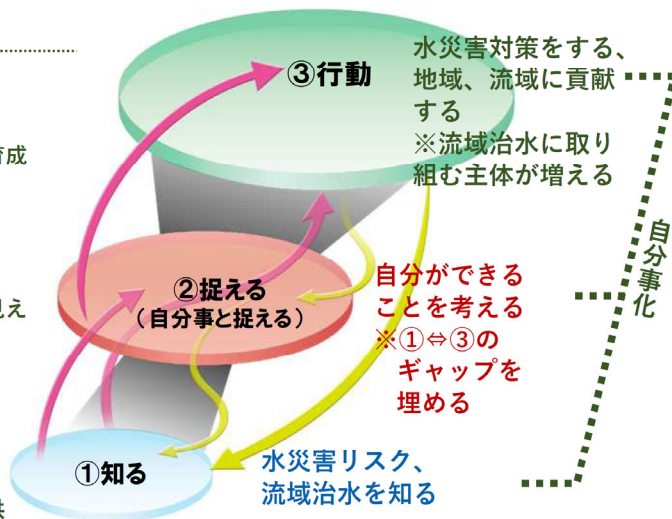 ③行動
水災害対策をする、
地域、流域に貢献
する
※流域治水に取り
組む主体が増える
育成
②捉える
(自分事と捉える)
自分ができる
ことを考える
※①⇔③の
ギャップを
埋める
自分事化
見え
①知る
水災害リスク、
流域治水を知る